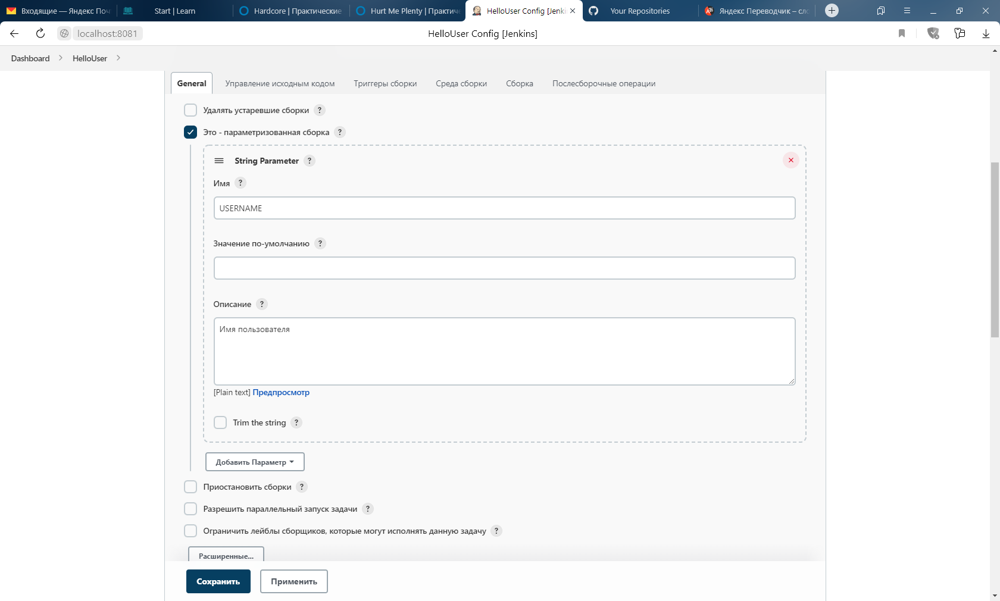 Входящие — Яндекс Поч
Start | Learn
Hardcore | Практические
Hurt Me Plenty | Практиче
HelloUser Config [Jenki
Your Repositories
Яндекс Переводчик – сло
localhost:8081
HelloUser Config [Jenkins]
Dashboard
HelloUser
General
Управление исходным кодом
Триггеры сборки
Среда сборки
Сборка
Послесборочные операции
Удалять устаревшие сборки ?
Это - параметризованная сборка ?
String Parameter ?
Имя ?
USERNAME
Значение по-умолчанию ?
Описание ?
Имя пользователя
[Plain text] Предпросмотр
Trim the string ?
Добавить Параметр
Приостановить сборки ?
Разрешить параллельный запуск задачи ?
Ограничить лейблы сборщиков, которые могут исполнять данную задачу ?
Расширенные...
Сохранить
Применить